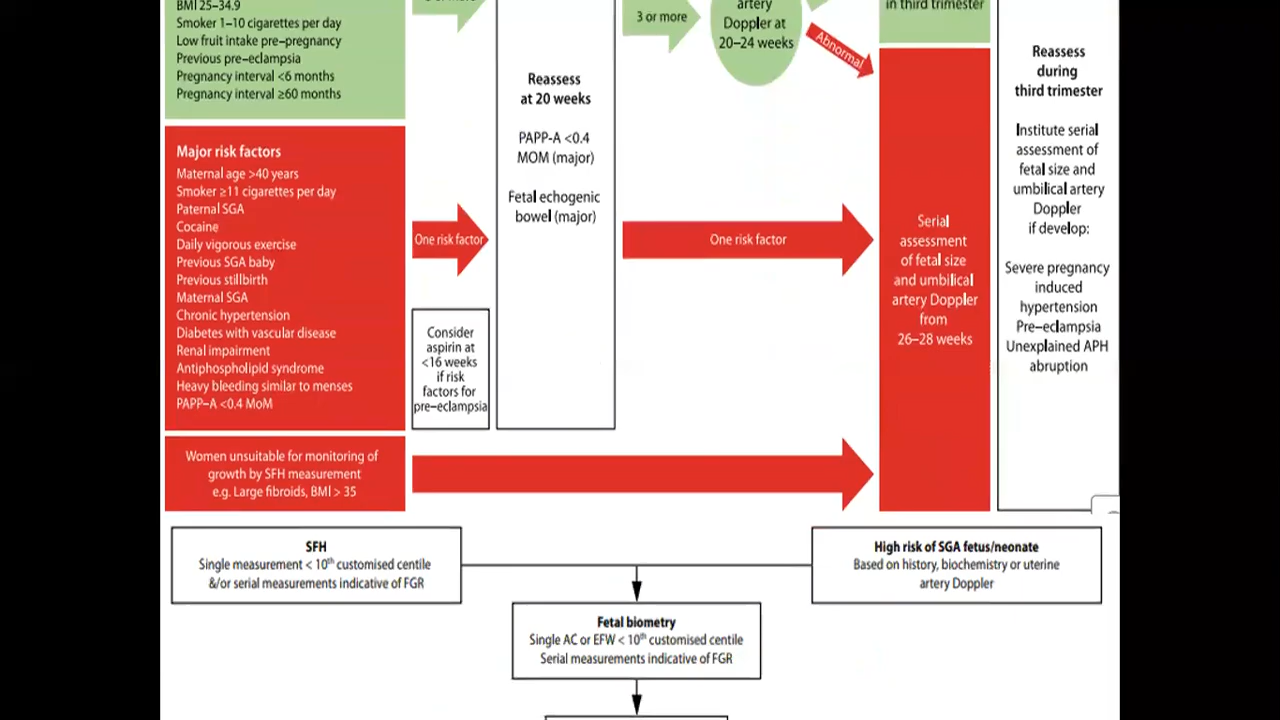 BMI 25–34.9
Smoker 1–10 cigarettes per day
Low fruit intake pre–pregnancy
Previous pre–eclampsia
Pregnancy interval <6 months
Pregnancy interval ≥60 months
3 or more
artery
Doppler at
20–24 weeks
Abnormal
in third trimester
Reassess
at 20 weeks
PAPP-A <0.4
MOM (major)
Fetal echogenic
bowel (major)
Reassess
during
third trimester
Institute serial
assessment of
fetal size and
umbilical artery
Doppler
if develop:
Severe pregnancy
induced
hypertension
Pre–eclampsia
Unexplained APH
abruption
Major risk factors
Maternal age >40 years
Smoker ≥11 cigarettes per day
Paternal SGA
Cocaine
Daily vigorous exercise
Previous SGA baby
Previous stillbirth
Maternal SGA
Chronic hypertension
Diabetes with vascular disease
Renal impairment
Antiphospholipid syndrome
Heavy bleeding similar to menses
PAPP–A <0.4 MoM
One risk factor
One risk factor
Serial
assessment
of fetal size
and umbilical
artery Doppler
from
26–28 weeks
Consider
aspirin at
<16 weeks
if risk
factors for
pre–eclampsia
Women unsuitable for monitoring of
growth by SFH measurement
e.g. Large fibroids, BMI > 35
SFH
Single measurement < 10th customised centile
&/or serial measurements indicative of FGR
High risk of SGA fetus/neonate
Based on history, biochemistry or uterine
artery Doppler
Fetal biometry
Single AC or EFW < 10th customised centile
Serial measurements indicative of FGR